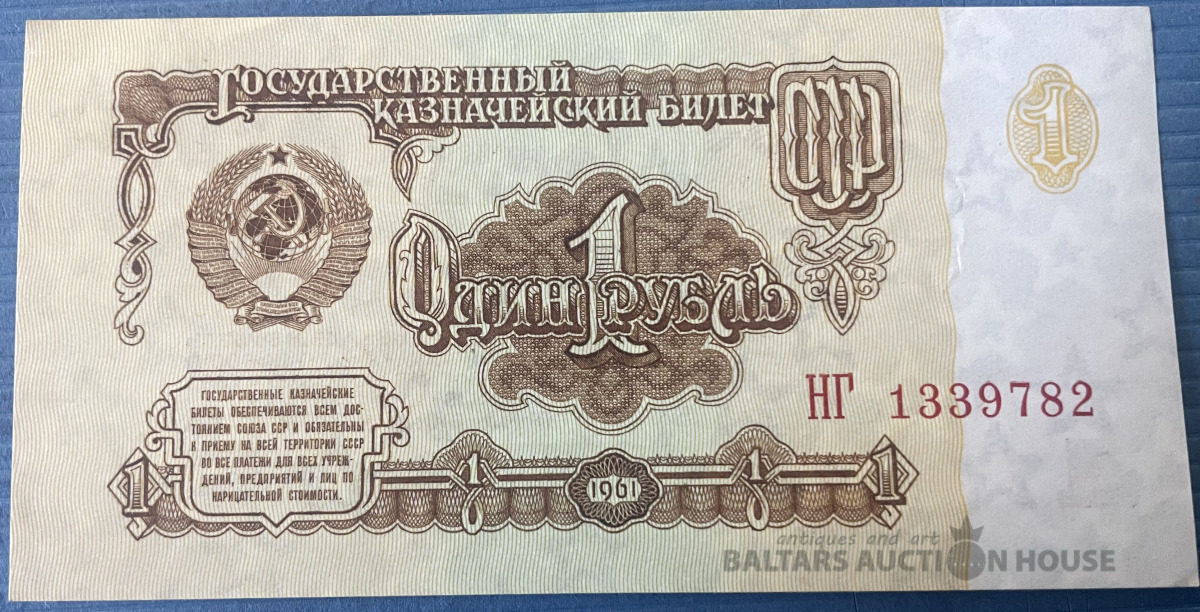 ГОСУДАРСТВЕННЫЙ
КАЗНАЧЕЙСКИЙ БИЛЕТ
СССР
1
1
ОДИН РУБЛЬ
НГ 1339782
ГОСУДАРСТВЕННЫЕ КАЗНАЧЕЙСКИЕ
БИЛЕТЫ ОБЕСПЕЧИВАЮТСЯ ВСЕМ ДОС-
ТОЯНИЕМ СОЮЗА ССР И ОБЯЗАТЕЛЬНЫ
К ПРИЕМУ НА ВСЕЙ ТЕРРИТОРИИ СССР
ВО ВСЕ ПЛАТЕЖИ ДЛЯ ВСЕХ УЧРЕЖ-
ДЕНИЙ, ПРЕДПРИЯТИЙ И ЛИЦ ПО
НАРИЦАТЕЛЬНОЙ СТОИМОСТИ.
1 1 1961 1 1
antiques and art
BALTARS AUCTION HOUSE